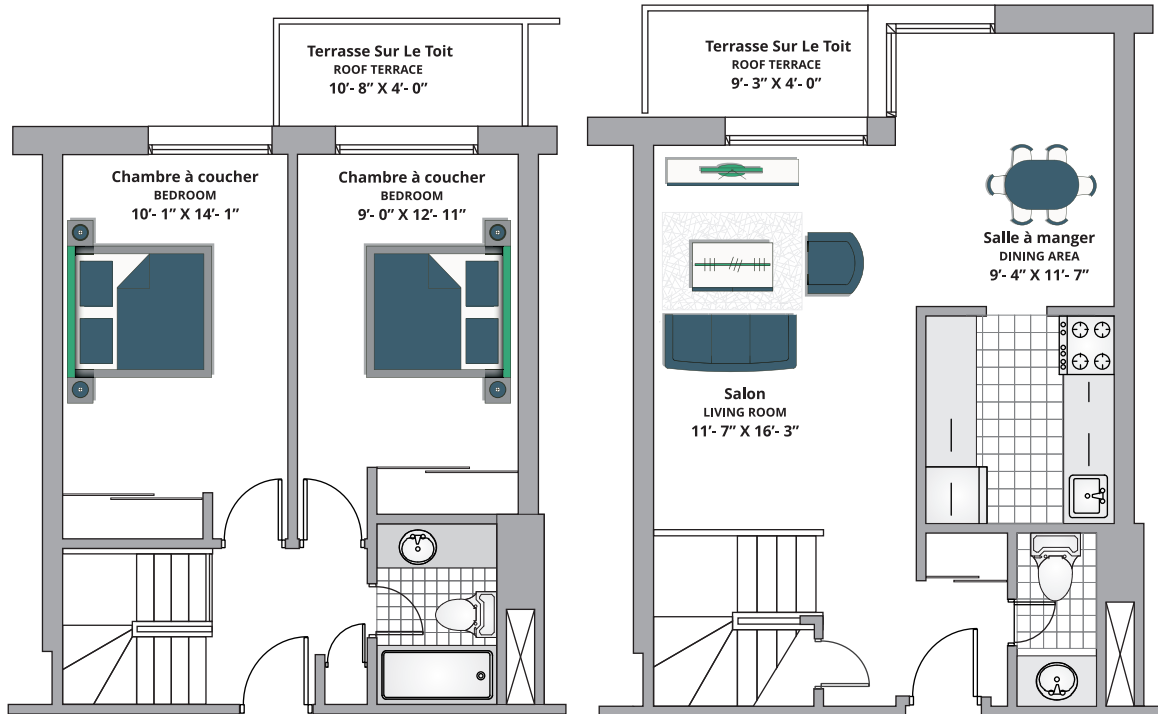 Terrasse Sur Le Toit
ROOF TERRACE
10'- 8” X 4'- 0”
Chambre à coucher
BEDROOM
10'- 1” X 14'- 1”
Chambre à coucher
BEDROOM
9'- 0” X 12'- 11”
Terrasse Sur Le Toit
ROOF TERRACE
9'- 3” X 4'- 0”
Salle à manger
DINING AREA
9'- 4” X 11'- 7”
Salon
LIVING ROOM
11'- 7” X 16'- 3”